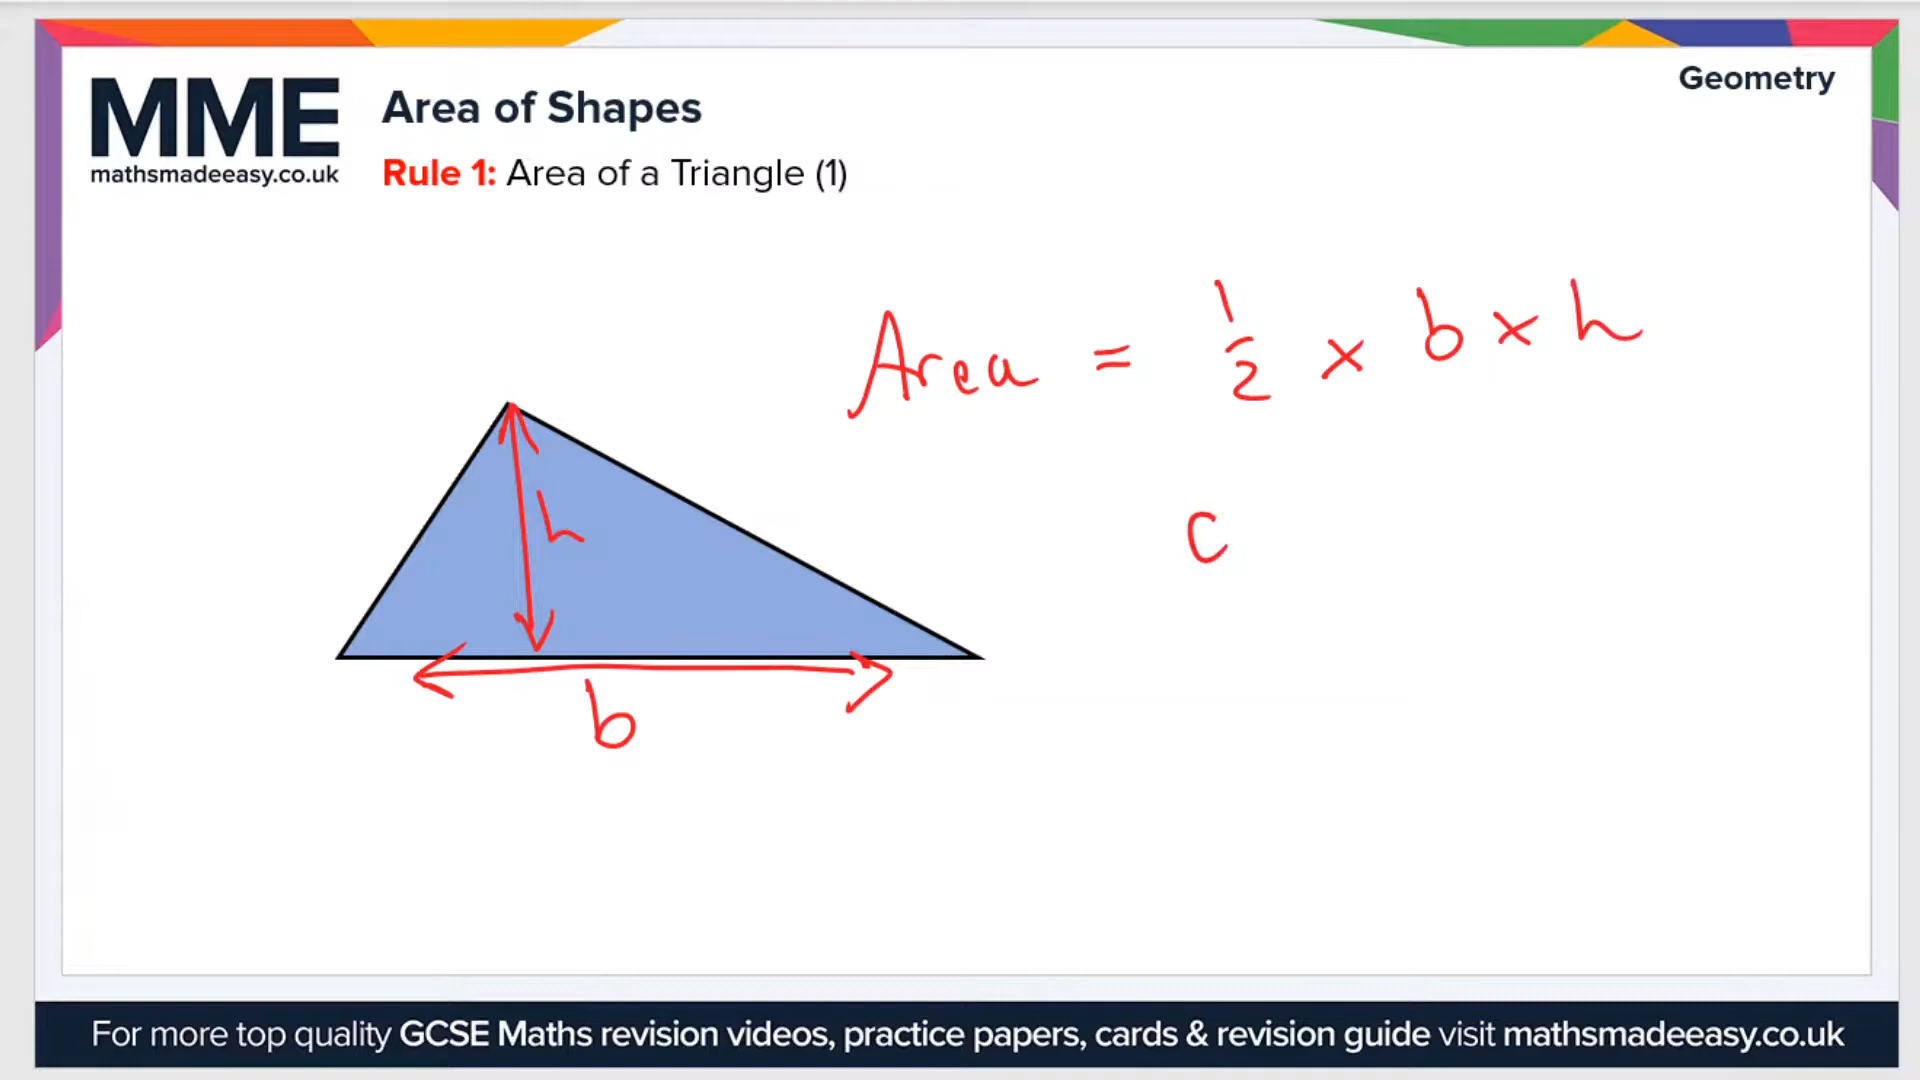 Geometry
MME
mathsmadeeasy.co.uk
Area of Shapes
Rule 1: Area of a Triangle (1)
Area = 1/2 × b × h
h
c
b
For more top quality GCSE Maths revision videos, practice papers, cards & revision guide visit mathsmadeeasy.co.uk